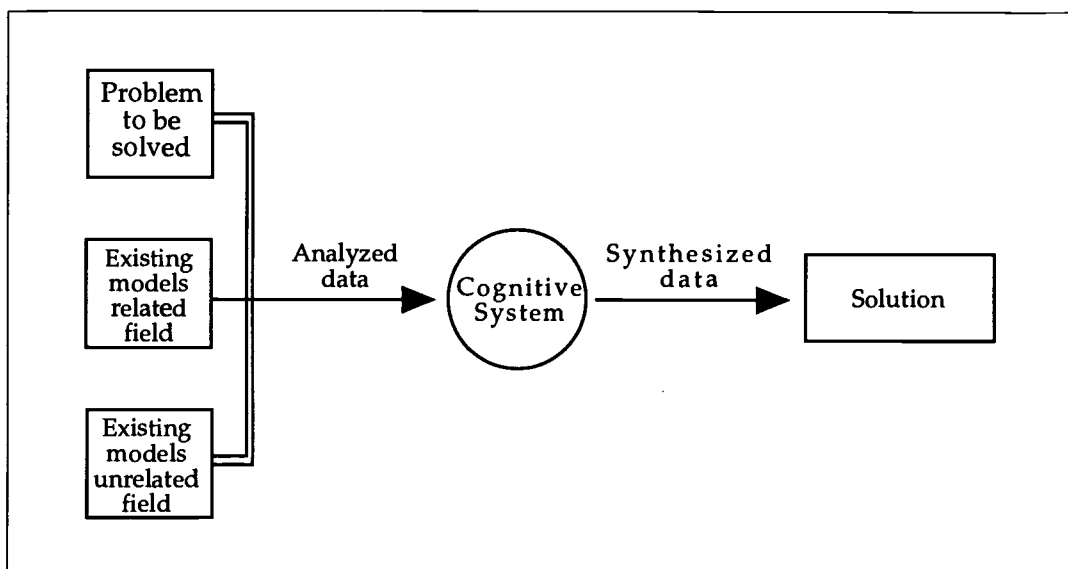 Problem
to be
solved
Existing
models
related
field
Existing
models
unrelated
field
Analyzed
data
Cognitive
System
Synthesized
data
Solution